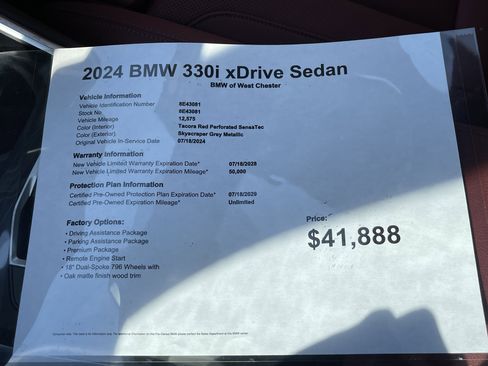 2024 BMW 330i xDrive Sedan
BMW of West Chester
Vehicle Information
Vehicle Identification Number 8E43081
Stock No 8E43081
Vehicle Mileage 12,575
Color (Interior) Tacora Red Perforated SensaTec
Color (Exterior) Skyscraper Grey Metallic
Original Vehicle In-Service Date 07/18/2024
Warranty Information
New Vehicle Limited Warranty Expiration Date* 07/18/2028
New Vehicle Limited Warranty Expiration Mileage* 50,000
Protection Plan Information
Certified Pre-Owned Protection Plan Expiration Date* 07/18/2029
Certified Pre-Owned Expiration Mileage* Unlimited
Factory Options:
• Driving Assistance Package
• Parking Assistance Package
• Premium Package
• Remote Engine Start
• 18" Dual-Spoke 796 Wheels with
• Oak matte finish wood trim
Price:
$41,888